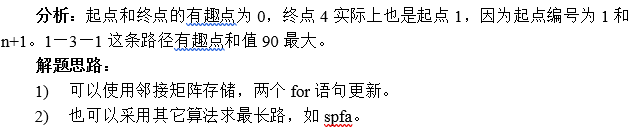 分析：起点和终点的有趣点为 0，终点 4 实际上也是起点 1，因为起点编号为 1 和
n+1。1－3－1 这条路径有趣点和值 90 最大。
解题思路：
1) 可以使用邻接矩阵存储，两个 for 语句更新。
2) 也可以采用其它算法求最长路，如 spfa。